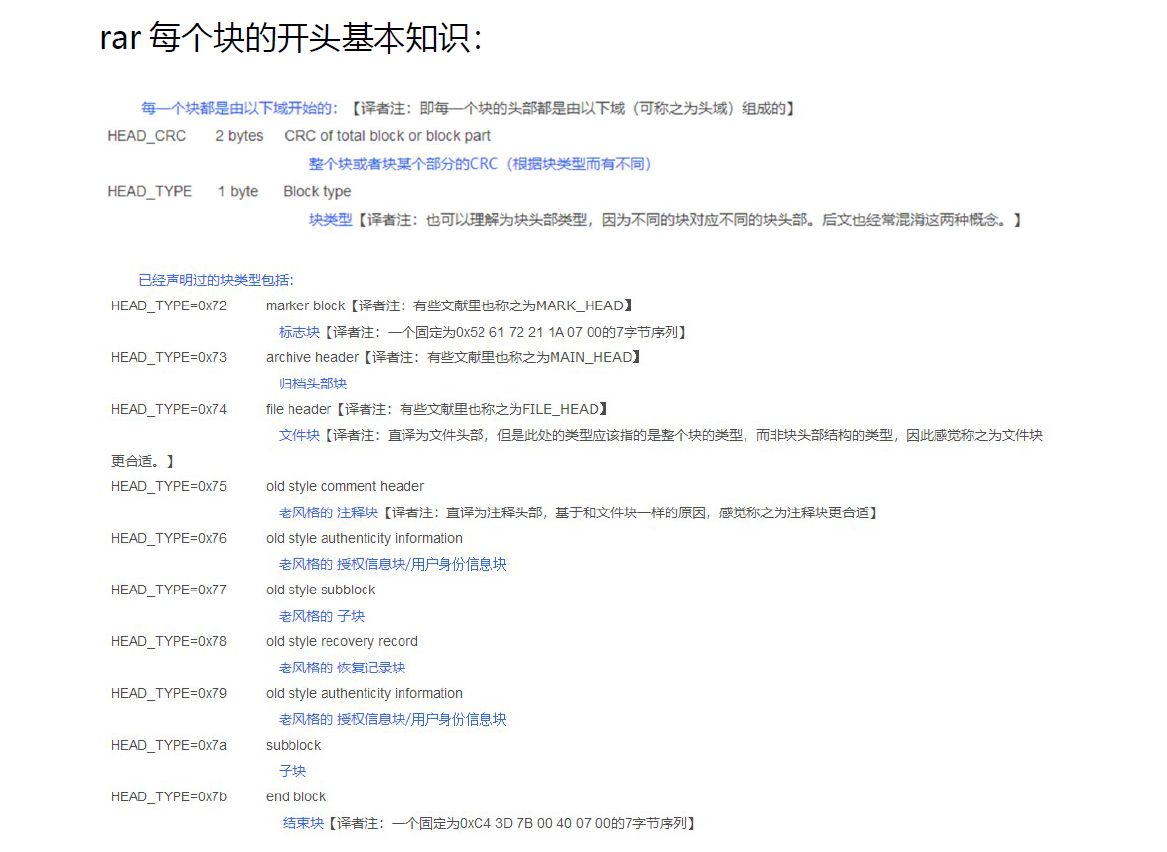 rar 每个块的开头基本知识：
每一个块都是由以下域开始的：【译者注：即每一个块的头部都是由以下域（可称之为头域）组成的】
HEAD_CRC 2 bytes CRC of total block or block part
整个块或者块某个部分的CRC（根据块类型而有不同）
HEAD_TYPE 1 byte Block type
块类型【译者注：也可以理解为块头部类型，因为不同的块对应不同的块头部。后文也经常混淆这两种概念。】
已经声明过的块类型包括：
HEAD_TYPE=0x72 marker block【译者注：有些文献里也称之为MARK_HEAD】
标志块【译者注：一个固定为0x52 61 72 21 1A 07 00的7字节序列】
HEAD_TYPE=0x73 archive header【译者注：有些文献里也称之为MAIN_HEAD】
归档头部块
HEAD_TYPE=0x74 file header【译者注：有些文献里也称之为FILE_HEAD】
文件块【译者注：直译为文件头部，但是此处的类型应该指的是整个块的类型，而非块头部结构的类型，因此感觉称之为文件块
更合适。】
HEAD_TYPE=0x75 old style comment header
老风格的 注释块【译者注：直译为注释头部，基于和文件块一样的原因，感觉称之为注释块更合适】
HEAD_TYPE=0x76 old style authenticity information
老风格的 授权信息块/用户身份信息块
HEAD_TYPE=0x77 old style subblock
老风格的 子块
HEAD_TYPE=0x78 old style recovery record
老风格的 恢复记录块
HEAD_TYPE=0x79 old style authenticity information
老风格的 授权信息块/用户身份信息块
HEAD_TYPE=0x7a subblock
子块
HEAD_TYPE=0x7b end block
结束块【译者注：一个固定为0xC4 3D 7B 00 40 07 00的7字节序列】